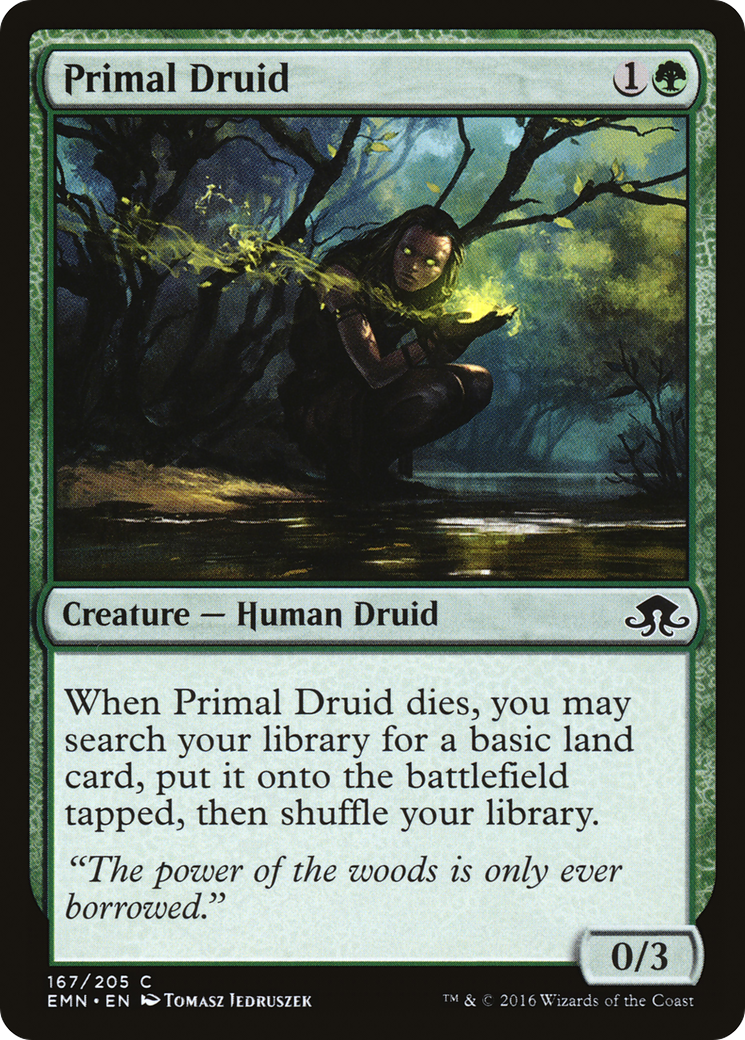 Primal Druid 1
Creature — Human Druid
When Primal Druid dies, you may
search your library for a basic land
card, put it onto the battlefield
tapped, then shuffle your library.
“The power of the woods is only ever
borrowed.”
0/3
167/205 C
EMN • EN Tomasz Jedruszek
™ & © 2016 Wizards of the Coast